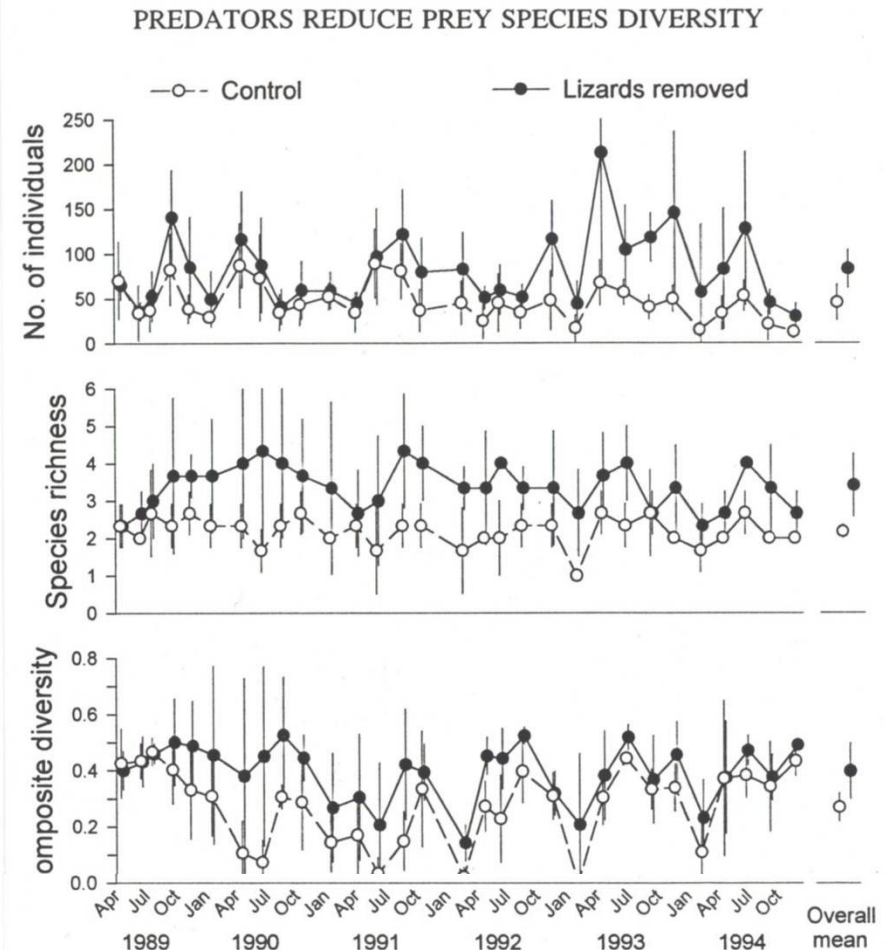 PREDATORS REDUCE PREY SPECIES DIVERSITY
Control
Lizards removed
No. of individuals
250
200
150
100
50
0
Species richness
6
5
4
3
2
1
0
omposite diversity
0.8
0.6
0.4
0.2
0.0
Apr Jul Oct Jan Apr Jul Oct Jan Apr Jul Oct Jan Apr Jul Oct Jan Apr Jul Oct Jan Apr Jul Oct
1989 1990 1991 1992 1993 1994
Overall
mean